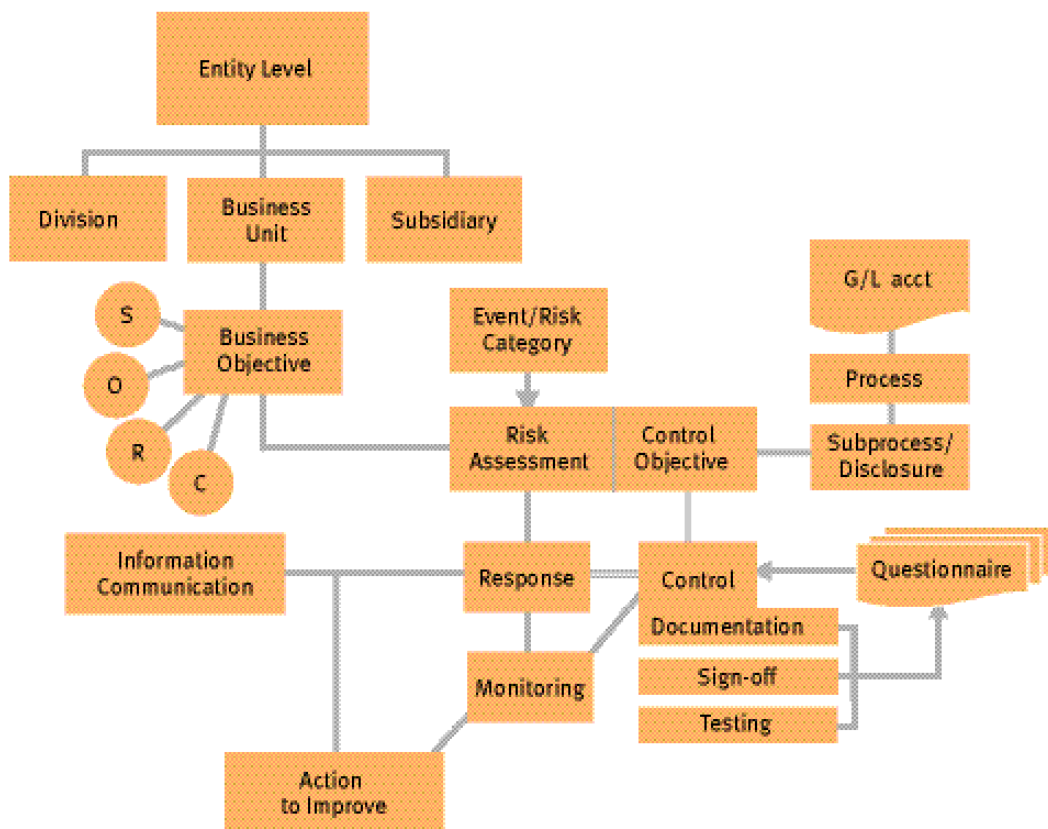 Entity Level
Division
Business
Unit
Subsidiary
G/L acct
S
O
R
C
Business
Objective
Event/Risk
Category
Process
Risk
Assessment
Control
Objective
Subprocess/
Disclosure
Information
Communication
Response
Control
Questionnaire
Documentation
Sign-off
Testing
Monitoring
Action
to Improve